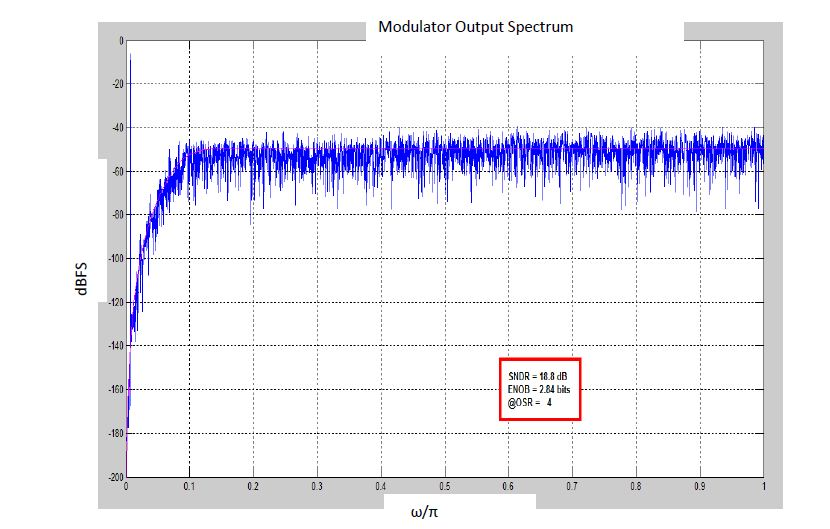 Modulator Output Spectrum
0
-20
-40
-60
-80
-100
-120
-140
-160
-180
-200
dBFS
SNDR = 18.8 dB
ENOB = 2.84 bits
@OSR = 4
0 0.1 0.2 0.3 0.4 0.5 0.6 0.7 0.8 0.9 1
ω/π